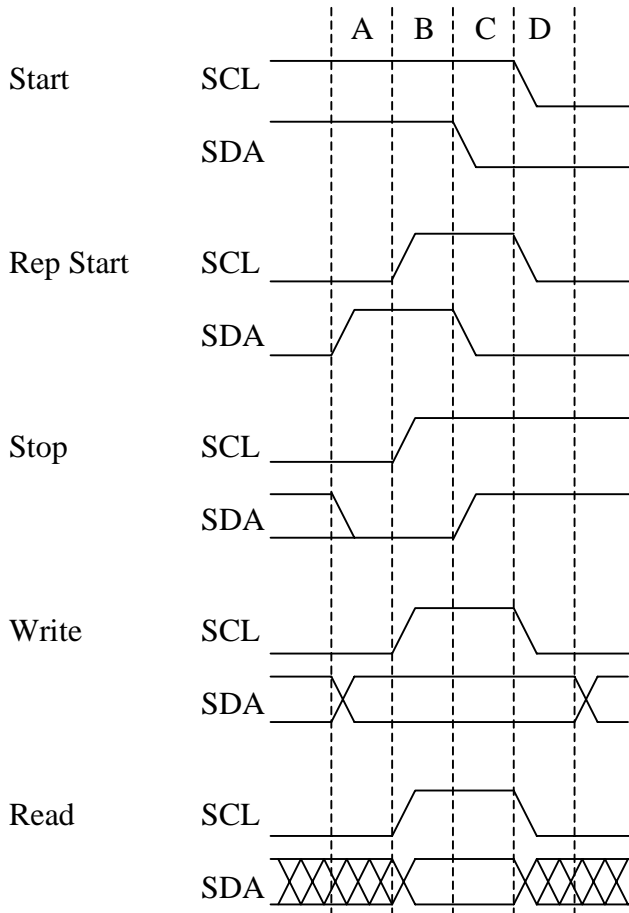 A B C D
Start SCL
SDA
Rep Start SCL
SDA
Stop SCL
SDA
Write SCL
SDA
Read SCL
SDA